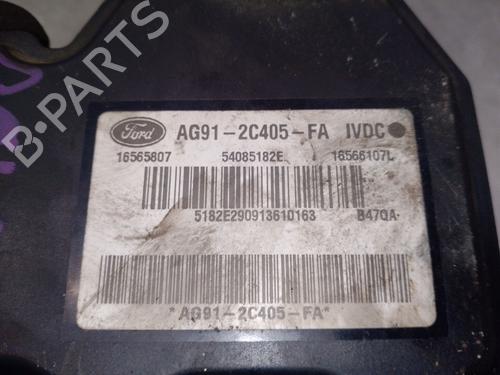 Ford AG91-2C405-FA IVDC
16565807 54085182E 16566107L
5182E290913610163 B47QA
*AG91-2C405-FA*
B-Parts